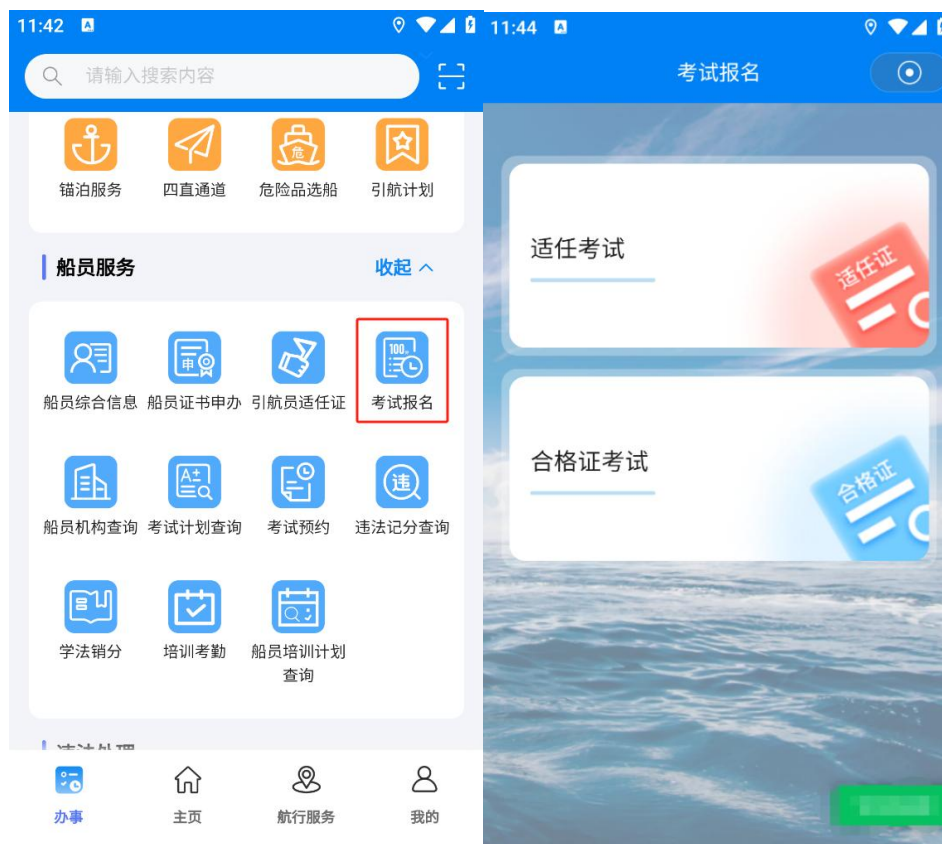 11:42
请输入搜索内容
锚泊服务
四直通道
危
危险品选船
引航计划
船员服务
收起
船员综合信息
申
船员证书申办
引航员适任证
100
考试报名
船员机构查询
A+
考试计划查询
考试预约
违
违法记分查询
学法销分
培训考勤
船员培训计划
查询
办事
主页
航行服务
我的
11:44
考试报名
适任考试
适任证
合格证考试
合格证